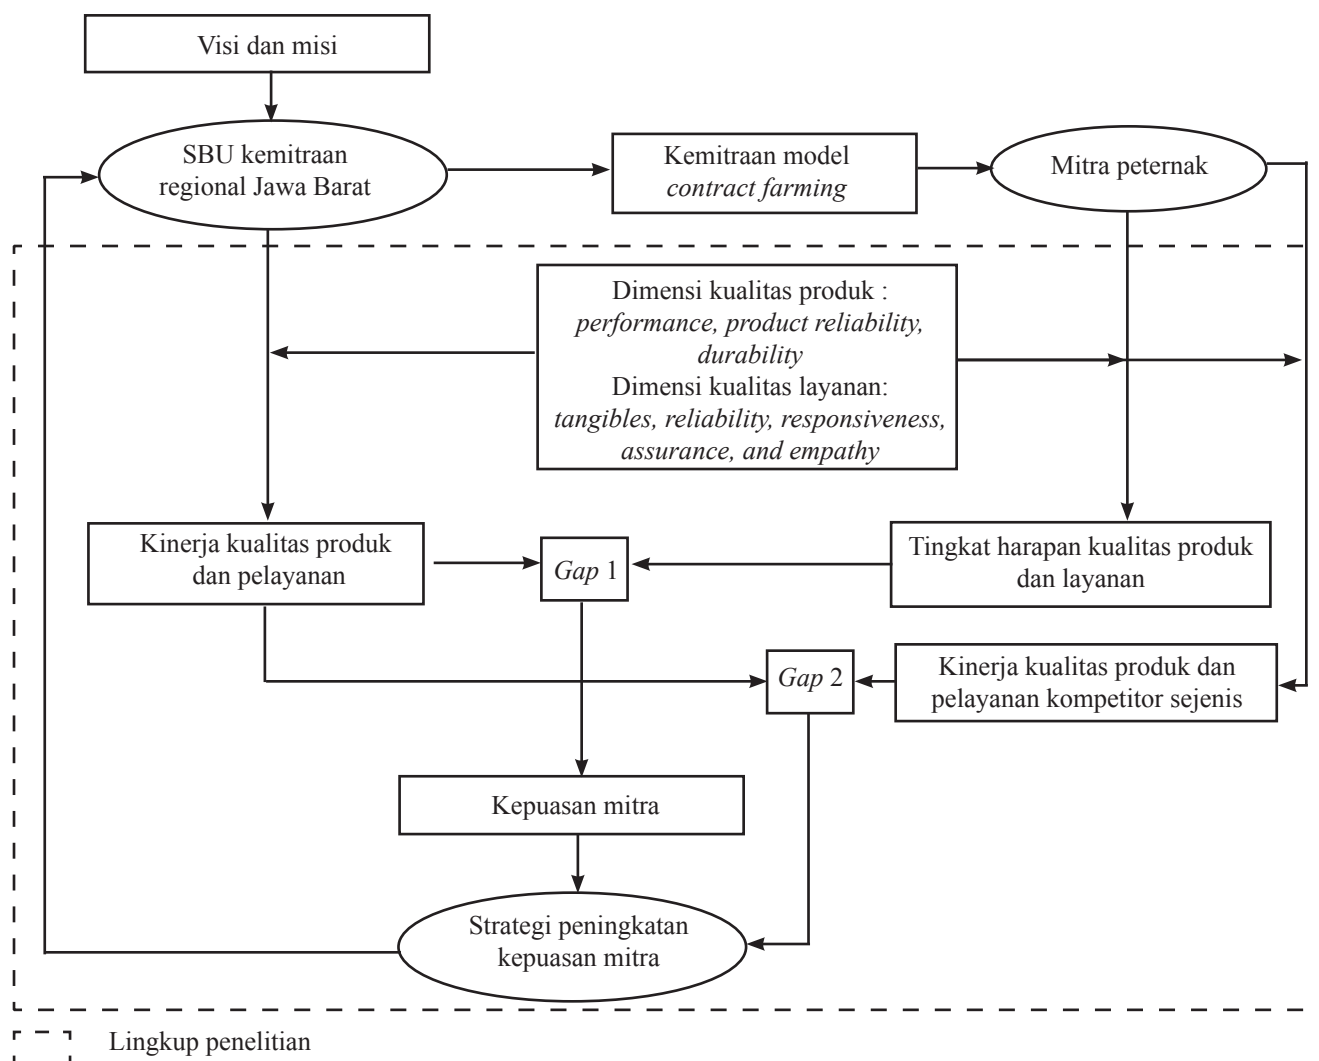 Visi dan misi
SBU kemitraan
regional Jawa Barat
Kemitraan model
contract farming
Mitra peternak
Dimensi kualitas produk :
performance, product reliability,
durability
Dimensi kualitas layanan:
tangibles, reliability, responsiveness,
assurance, and empathy
Kinerja kualitas produk
dan pelayanan
Gap 1
Tingkat harapan kualitas produk
dan layanan
Gap 2
Kinerja kualitas produk dan
pelayanan kompetitor sejenis
Kepuasan mitra
Strategi peningkatan
kepuasan mitra
Lingkup penelitian